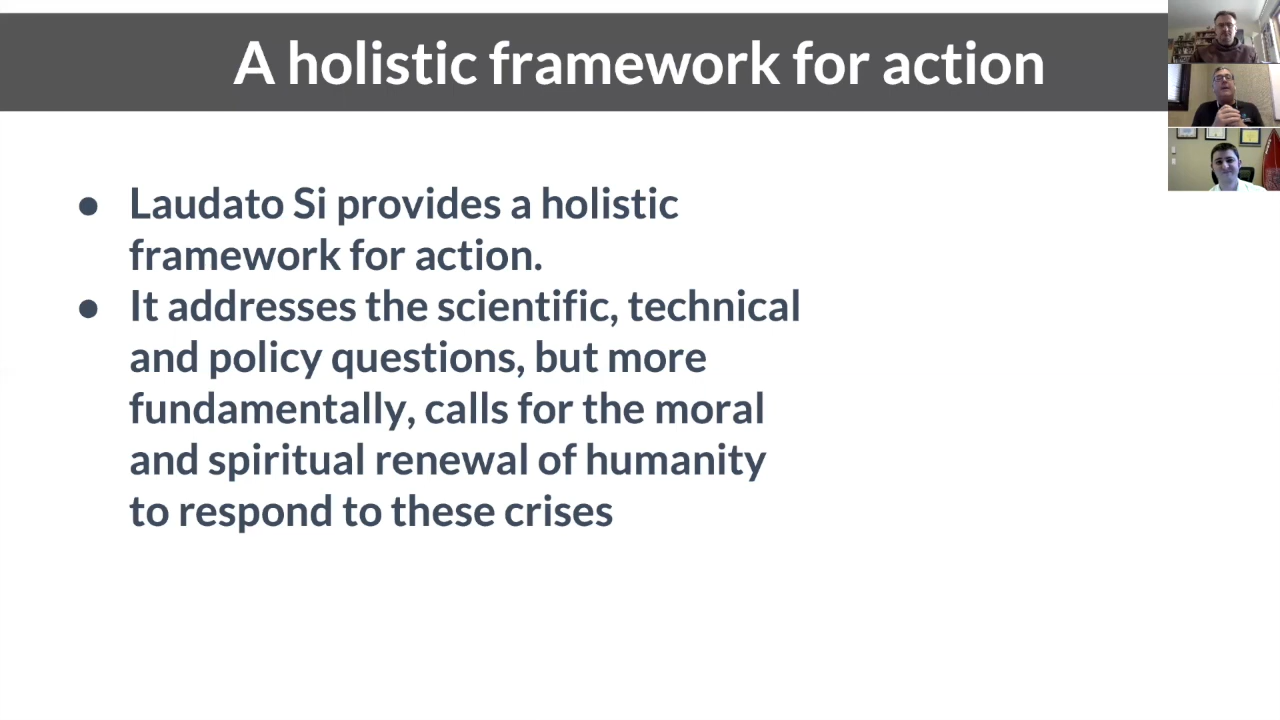 A holistic framework for action
● Laudato Si provides a holistic
framework for action.
● It addresses the scientific, technical
and policy questions, but more
fundamentally, calls for the moral
and spiritual renewal of humanity
to respond to these crises